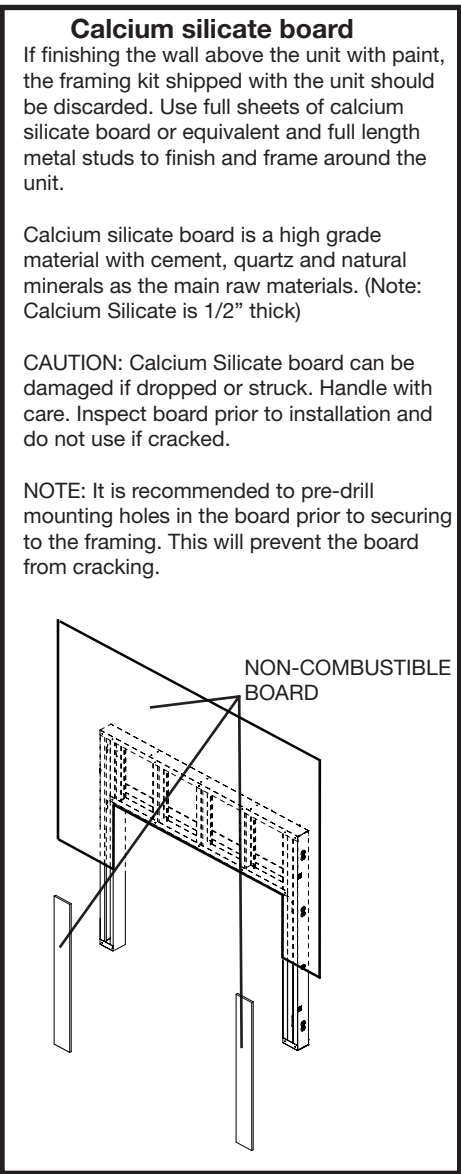 Calcium silicate board
If finishing the wall above the unit with paint,
the framing kit shipped with the unit should
be discarded. Use full sheets of calcium
silicate board or equivalent and full length
metal studs to finish and frame around the
unit.
Calcium silicate board is a high grade
material with cement, quartz and natural
minerals as the main raw materials. (Note:
Calcium Silicate is 1/2” thick)
CAUTION: Calcium Silicate board can be
damaged if dropped or struck. Handle with
care. Inspect board prior to installation and
do not use if cracked.
NOTE: It is recommended to pre-drill
mounting holes in the board prior to securing
to the framing. This will prevent the board
from cracking.
NON-COMBUSTIBLE
BOARD